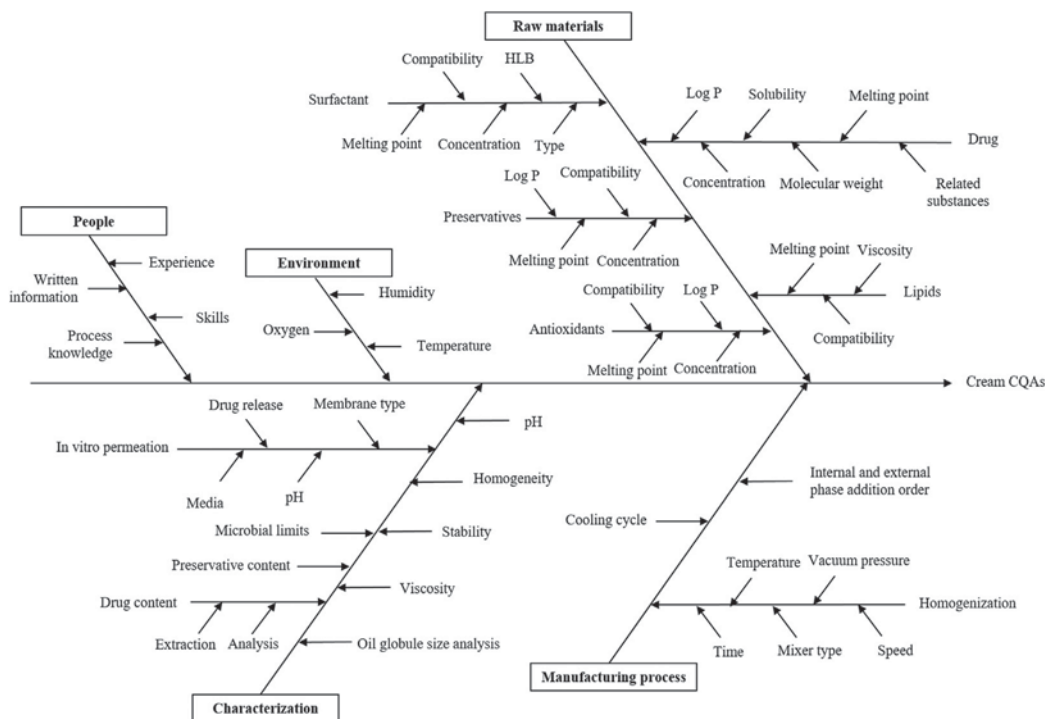 Raw materials
Compatibility
HLB
Surfactant
Melting point
Concentration
Type
Log P
Solubility
Melting point
Drug
Concentration
Molecular weight
Related
substances
Log P
Compatibility
Preservatives
Melting point
Concentration
Melting point
Viscosity
Lipids
Compatibility
Compatibility
Log P
Antioxidants
Melting point
Concentration
People
Experience
Written
information
Skills
Process
knowledge
Environment
Humidity
Oxygen
Temperature
Cream CQAs
Drug release
Membrane type
In vitro permeation
Media
pH
pH
Homogeneity
Microbial limits
Stability
Preservative content
Viscosity
Drug content
Extraction
Analysis
Oil globule size analysis
Characterization
Internal and external
phase addition order
Cooling cycle
Temperature
Vacuum pressure
Homogenization
Time
Mixer type
Speed
Manufacturing process